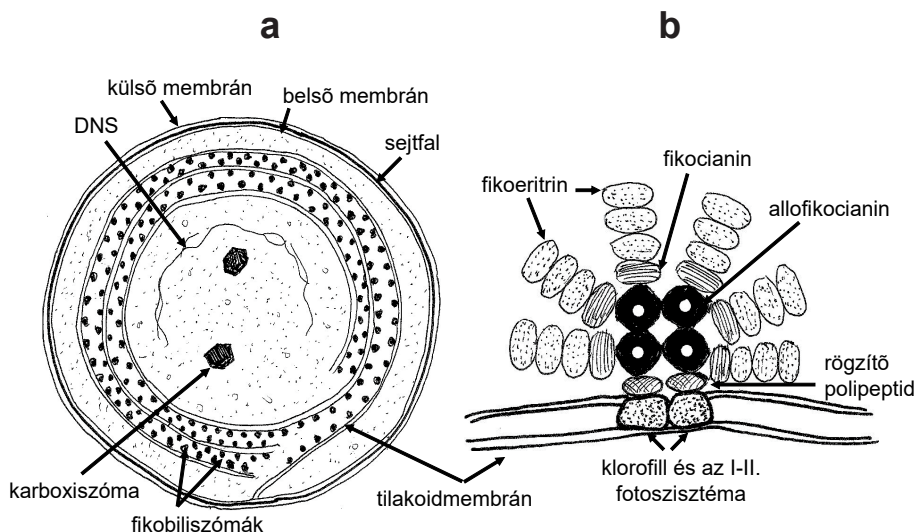 a
külsõ membrán
belsõ membrán
DNS
sejtfal
karboxiszóma
fikobiliszómák
tilakoidmembrán
b
fikocianin
fikoeritrin
allofikocianin
rögzítõ
polipeptid
klorofill és az I-II.
fotoszisztéma